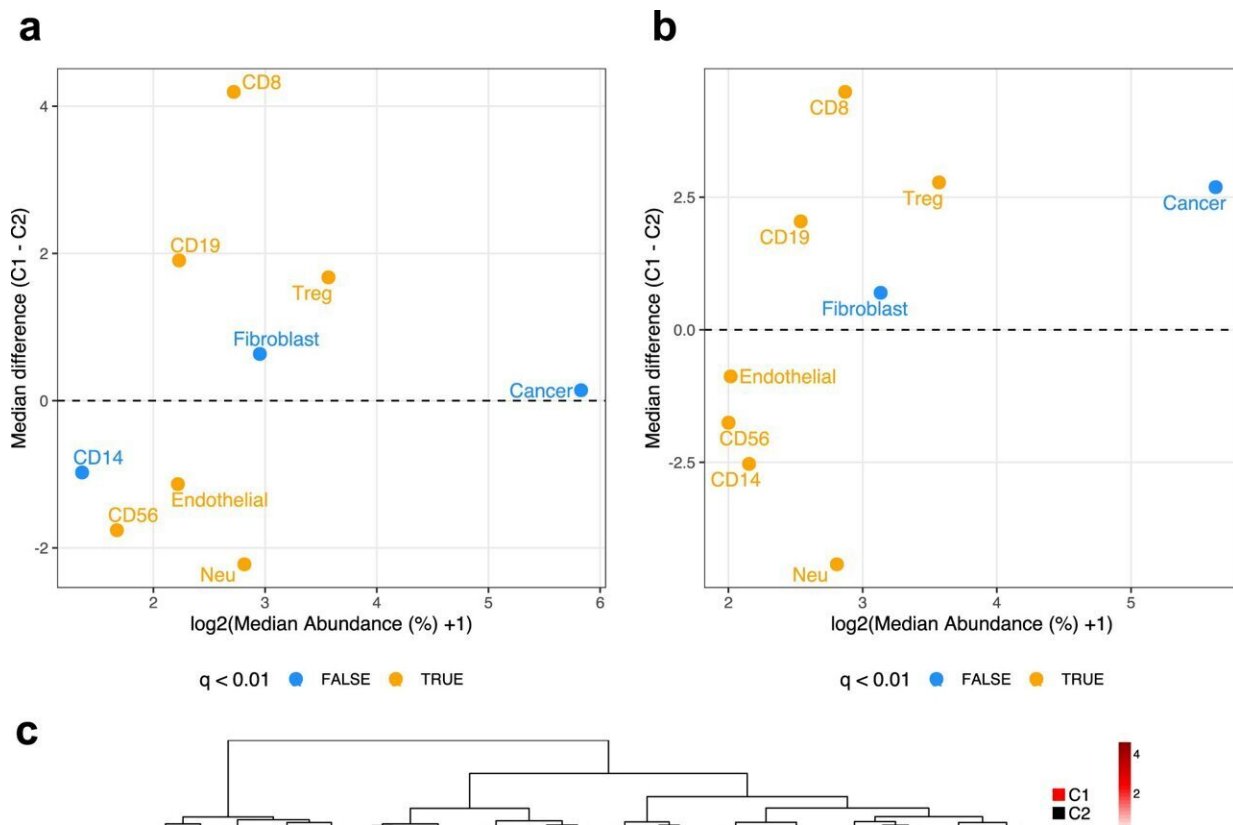 a
Median difference (C1 - C2)
4
2
0
-2
CD8
CD19
Treg
Fibroblast
Cancer
CD14
Endothelial
CD56
Neu
2 3 4 5 6
log2(Median Abundance (%) +1)
q < 0.01 FALSE TRUE
b
Median difference (C1 - C2)
2.5
0.0
-2.5
CD8
Treg
Cancer
CD19
Fibroblast
Endothelial
CD56
CD14
Neu
2 3 4 5
log2(Median Abundance (%) +1)
q < 0.01 FALSE TRUE
c
C1
C2
4
2